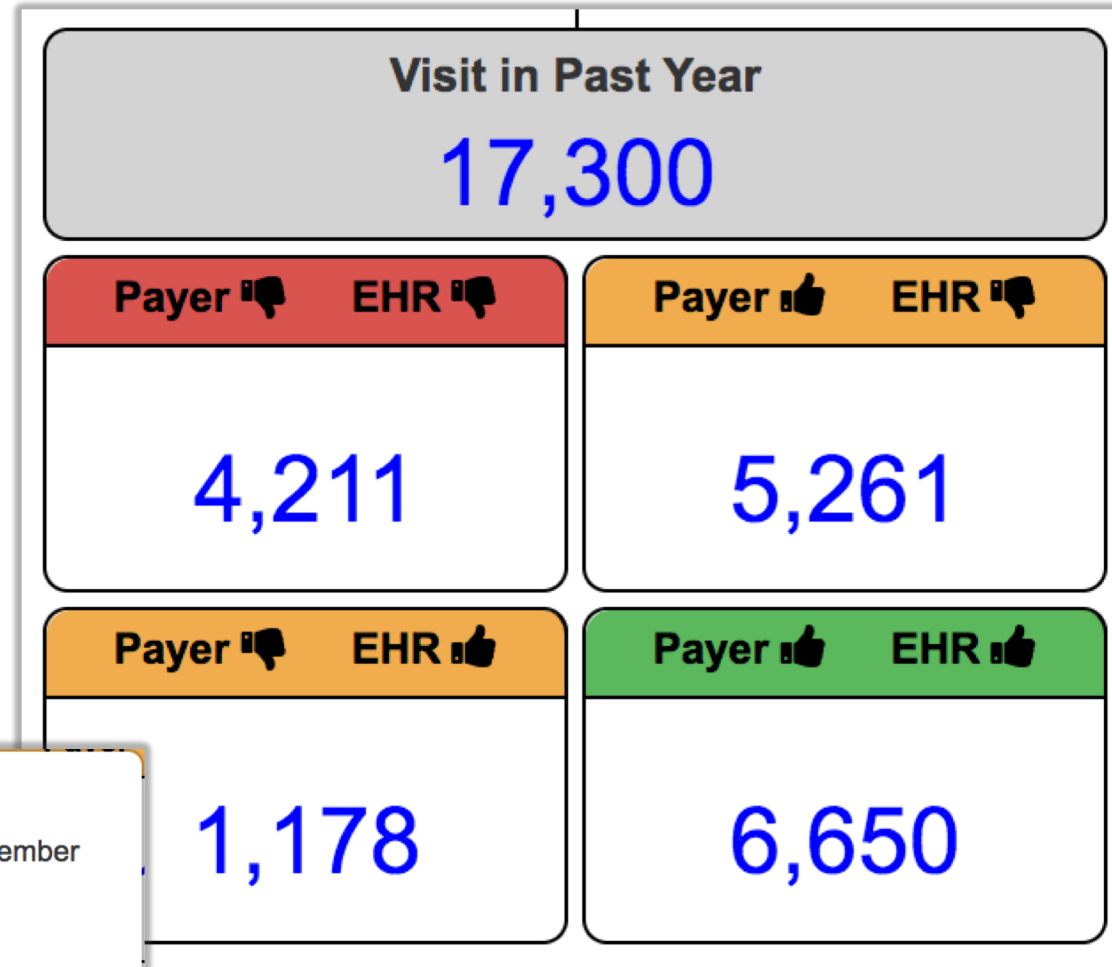 Visit in Past Year
17,300
Payer EHR
Payer EHR
4,211
5,261
Payer EHR
Payer EHR
1,178
6,650